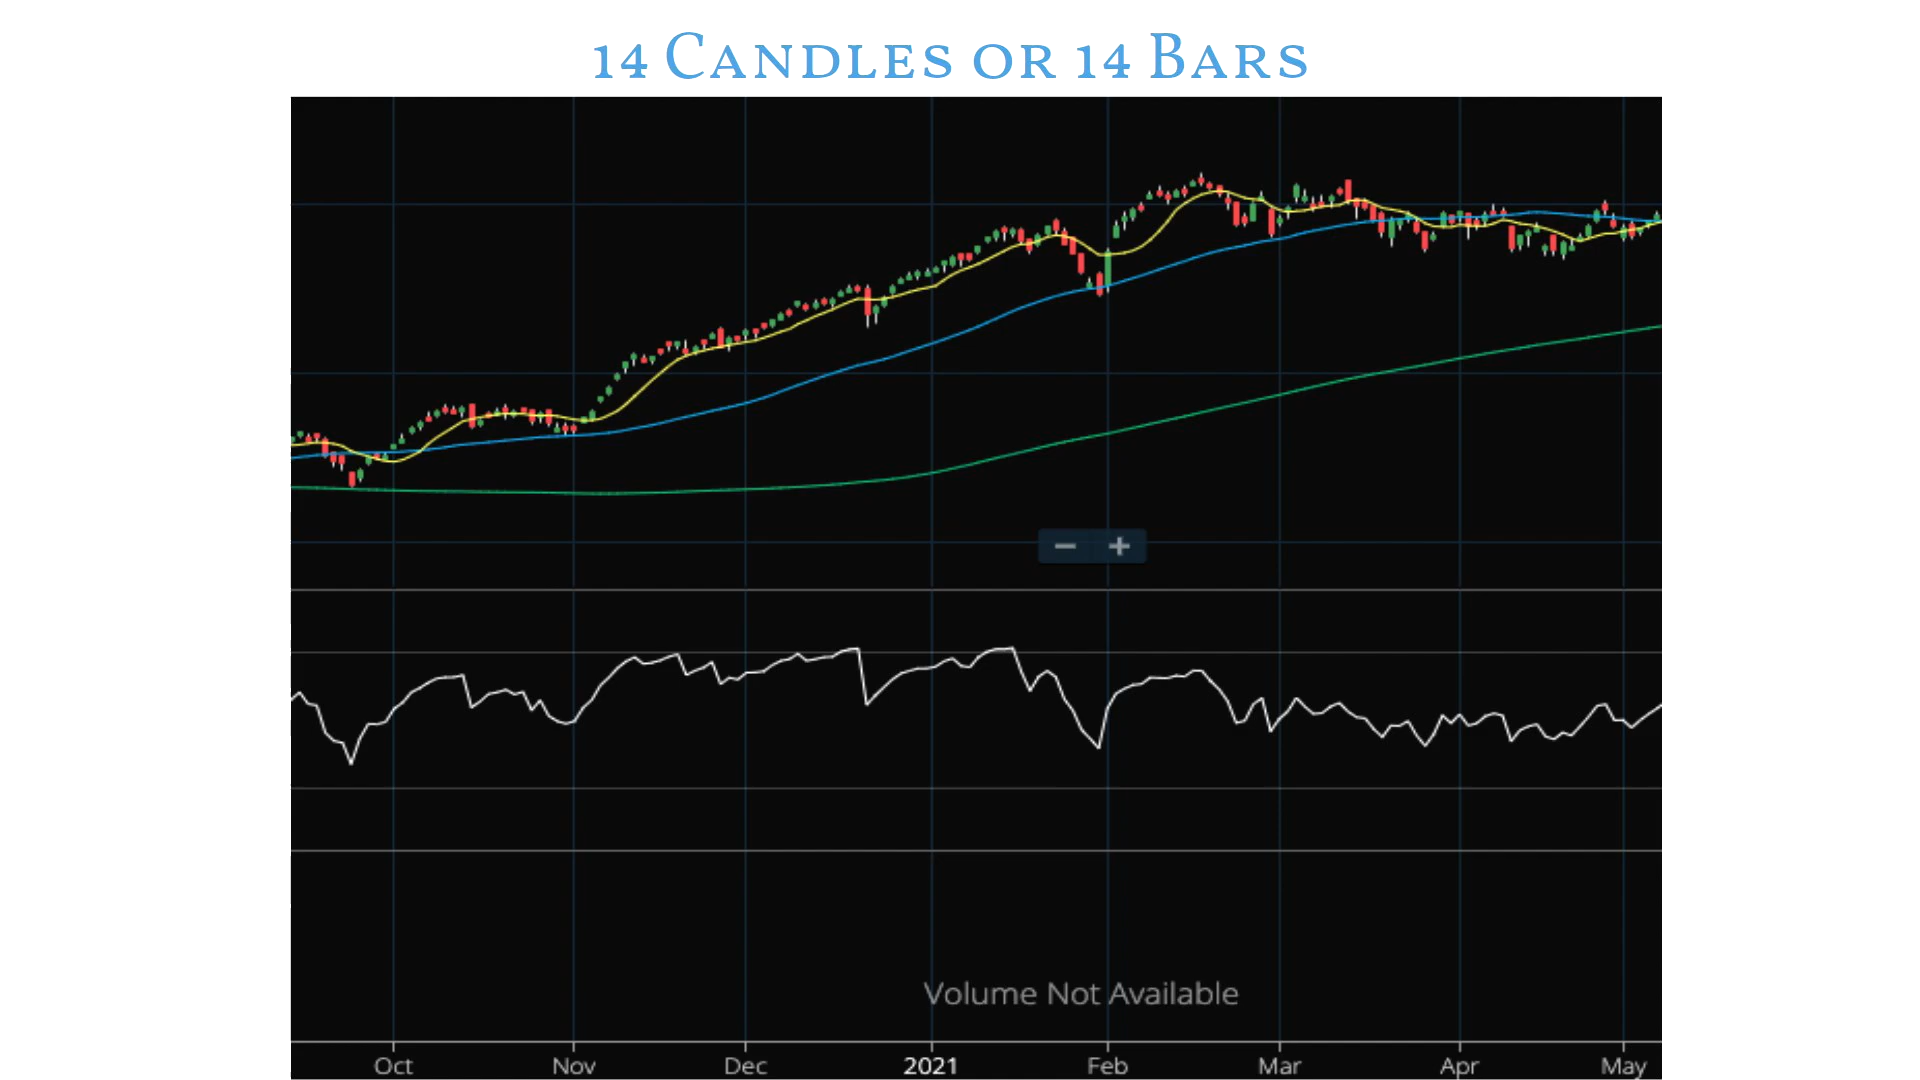 14 Candles or 14 Bars
− +
Volume Not Available
Oct Nov Dec 2021 Feb Mar Apr May